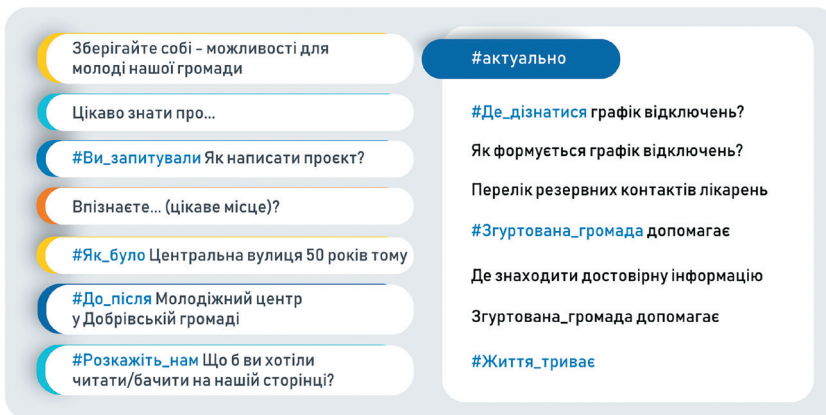 Зберігайте собі - можливості для
молоді нашої громади
Цікаво знати про...
#Ви_запитували Як написати проєкт?
Впізнаєте... (цікаве місце)?
#Як_було Центральна вулиця 50 років тому
#До_після Молодіжний центр
у Добрівській громаді
#Розкажіть_нам Що б ви хотіли
читати/бачити на нашій сторінці?
#актуально
#Де_дізнатися графік відключень?
Як формується графік відключень?
Перелік резервних контактів лікарень
#Згуртована_громада допомагає
Де знаходити достовірну інформацію
Згуртована_громада допомагає
#Життя_триває